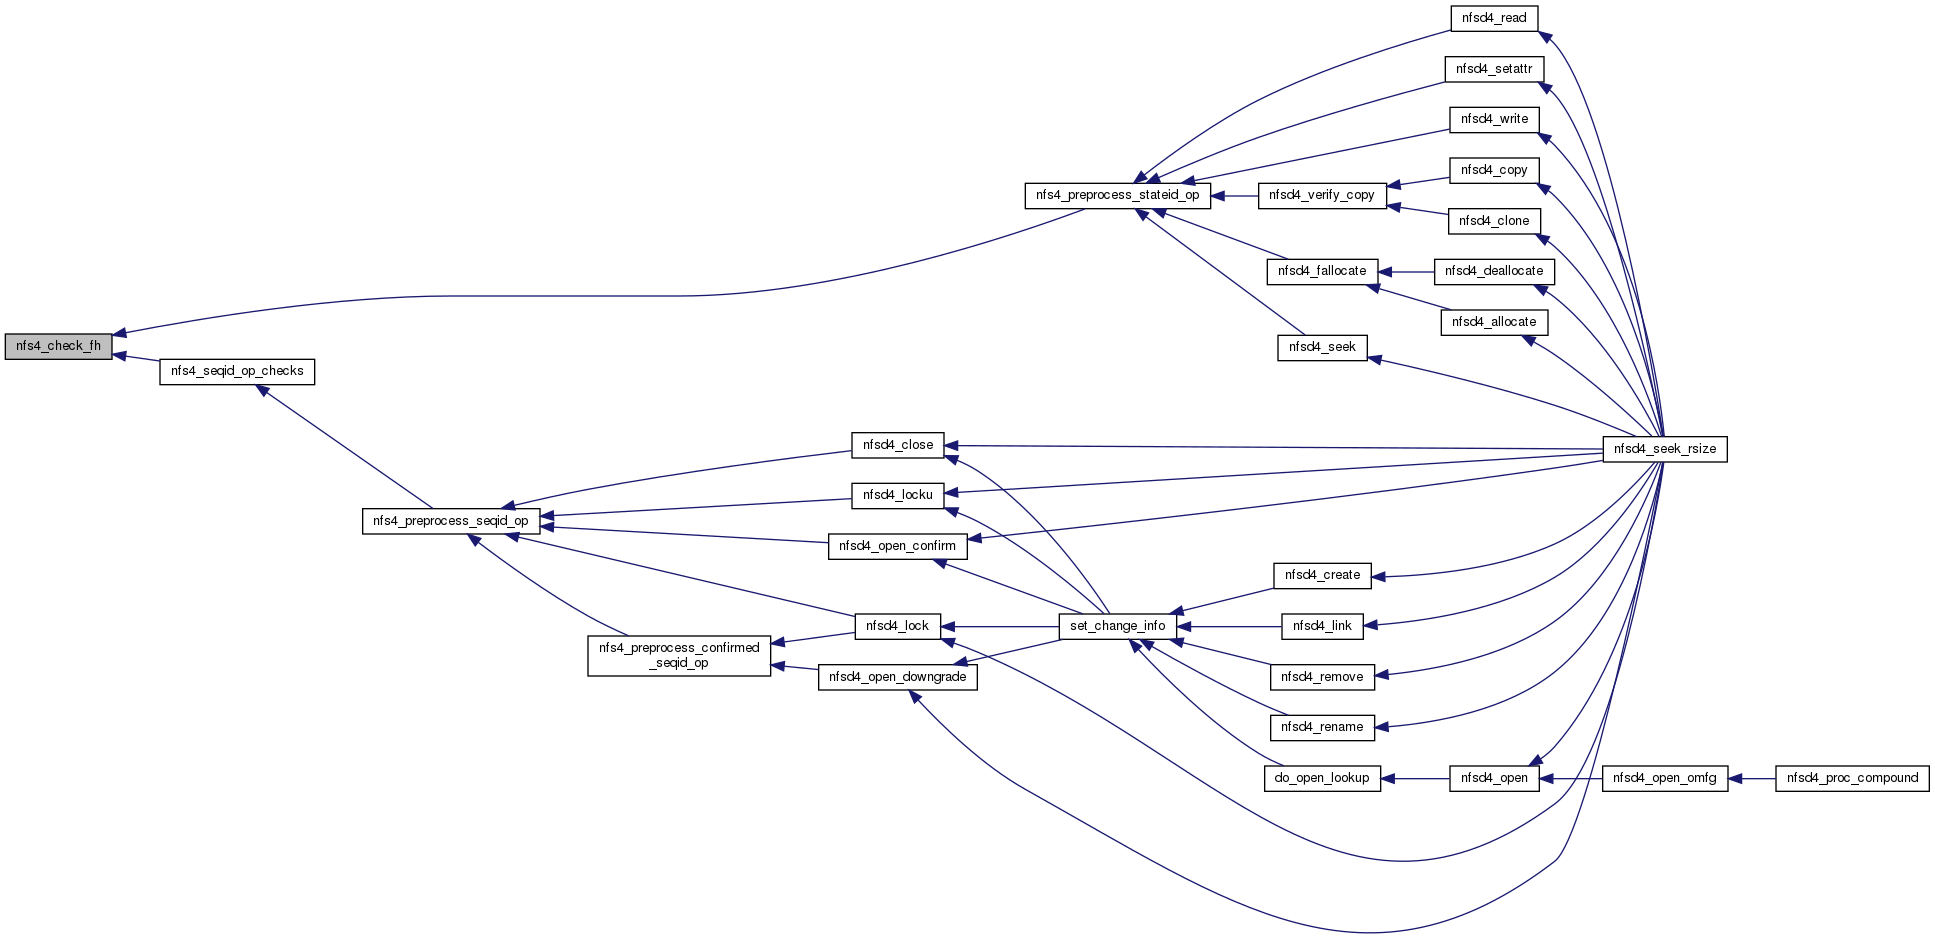 nfsd4_read
nfsd4_setattr
nfsd4_write
nfsd4_copy
nfs4_preprocess_stateid_op
nfsd4_verify_copy
nfsd4_clone
nfsd4_fallocate
nfsd4_deallocate
nfsd4_allocate
nfs4_check_fh
nfsd4_seek
nfs4_seqid_op_checks
nfsd4_close
nfsd4_seek_rsize
nfsd4_locku
nfs4_preprocess_seqid_op
nfsd4_open_confirm
nfsd4_create
nfsd4_lock
set_change_info
nfsd4_link
nfs4_preprocess_confirmed
_seqid_op
nfsd4_open_downgrade
nfsd4_remove
nfsd4_rename
do_open_lookup
nfsd4_open
nfsd4_open_omfg
nfsd4_proc_compound